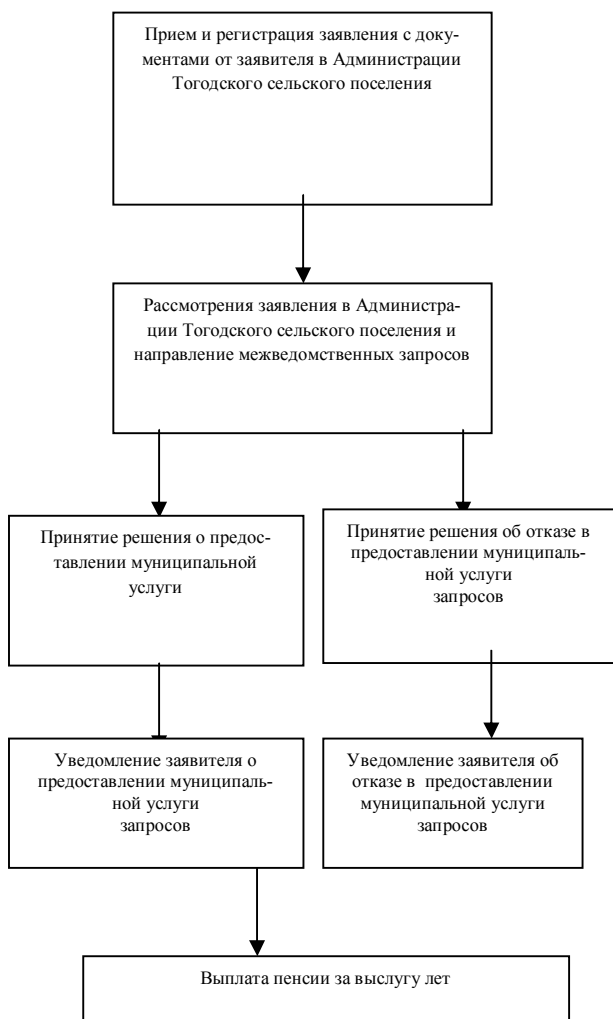 Прием и регистрация заявления с доку-
ментами от заявителя в Администрации
Тогодского сельского поселения
Рассмотрения заявления в Администра-
ции Тогодского сельского поселения и
направление межведомственных запросов
Принятие решения о предос-
тавлении муниципальной
услуги
Принятие решения об отказе в
предоставлении муниципаль-
ной услуги
запросов
Уведомление заявителя о
предоставлении муниципаль-
ной услуги
запросов
Уведомление заявителя об
отказе в предоставлении
муниципальной услуги
запросов
Выплата пенсии за выслугу лет